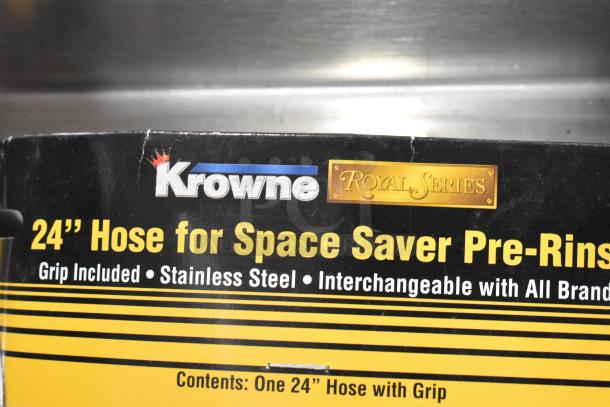 Krowne ROYAL SERIES
24” Hose for Space Saver Pre-Rins
Grip Included • Stainless Steel • Interchangeable with All Brand
Contents: One 24” Hose with Grip